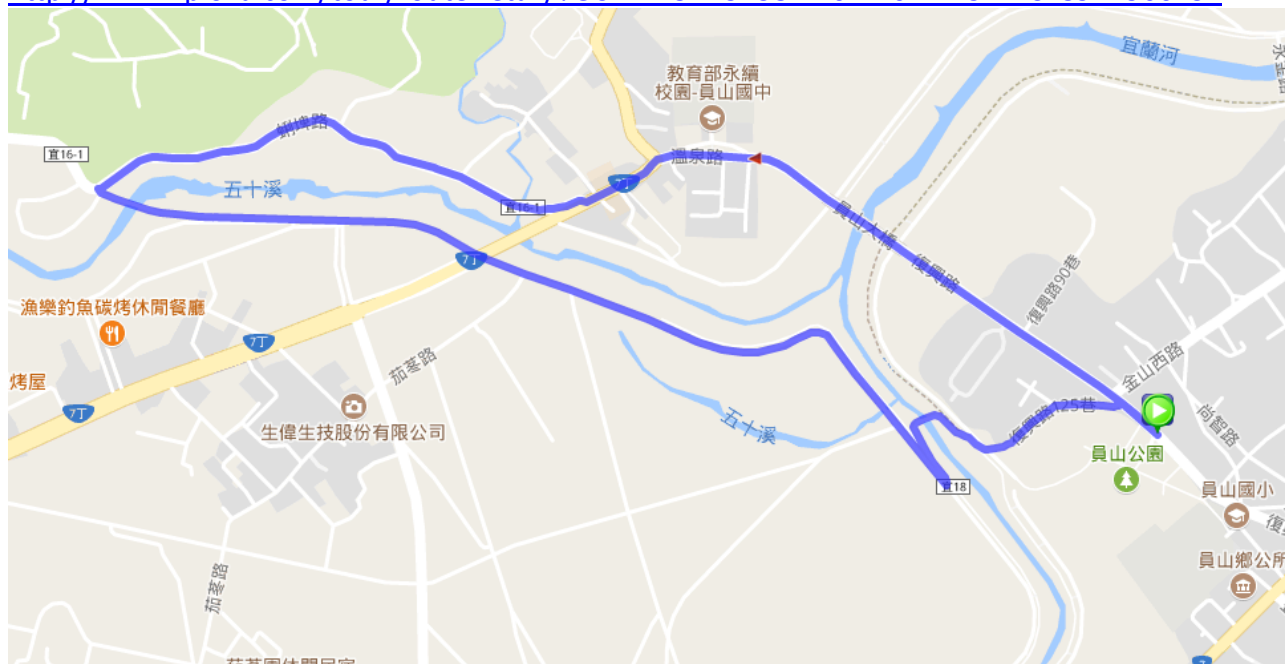 宜蘭河
教育部永續
校園-員山國中
蜊埤路
宜16-1
溫泉路
五十溪
7丁
宜16-1
員山大橋
復興路
7丁
復興路90巷
漁樂釣魚碳烤休閒餐廳
7丁
金山西路
茄苳路
烤屋
7丁
復興路125巷
尚智路
生偉生技股份有限公司
五十溪
員山公園
宜18
員山國小
員山鄉公所
茄苳路
7